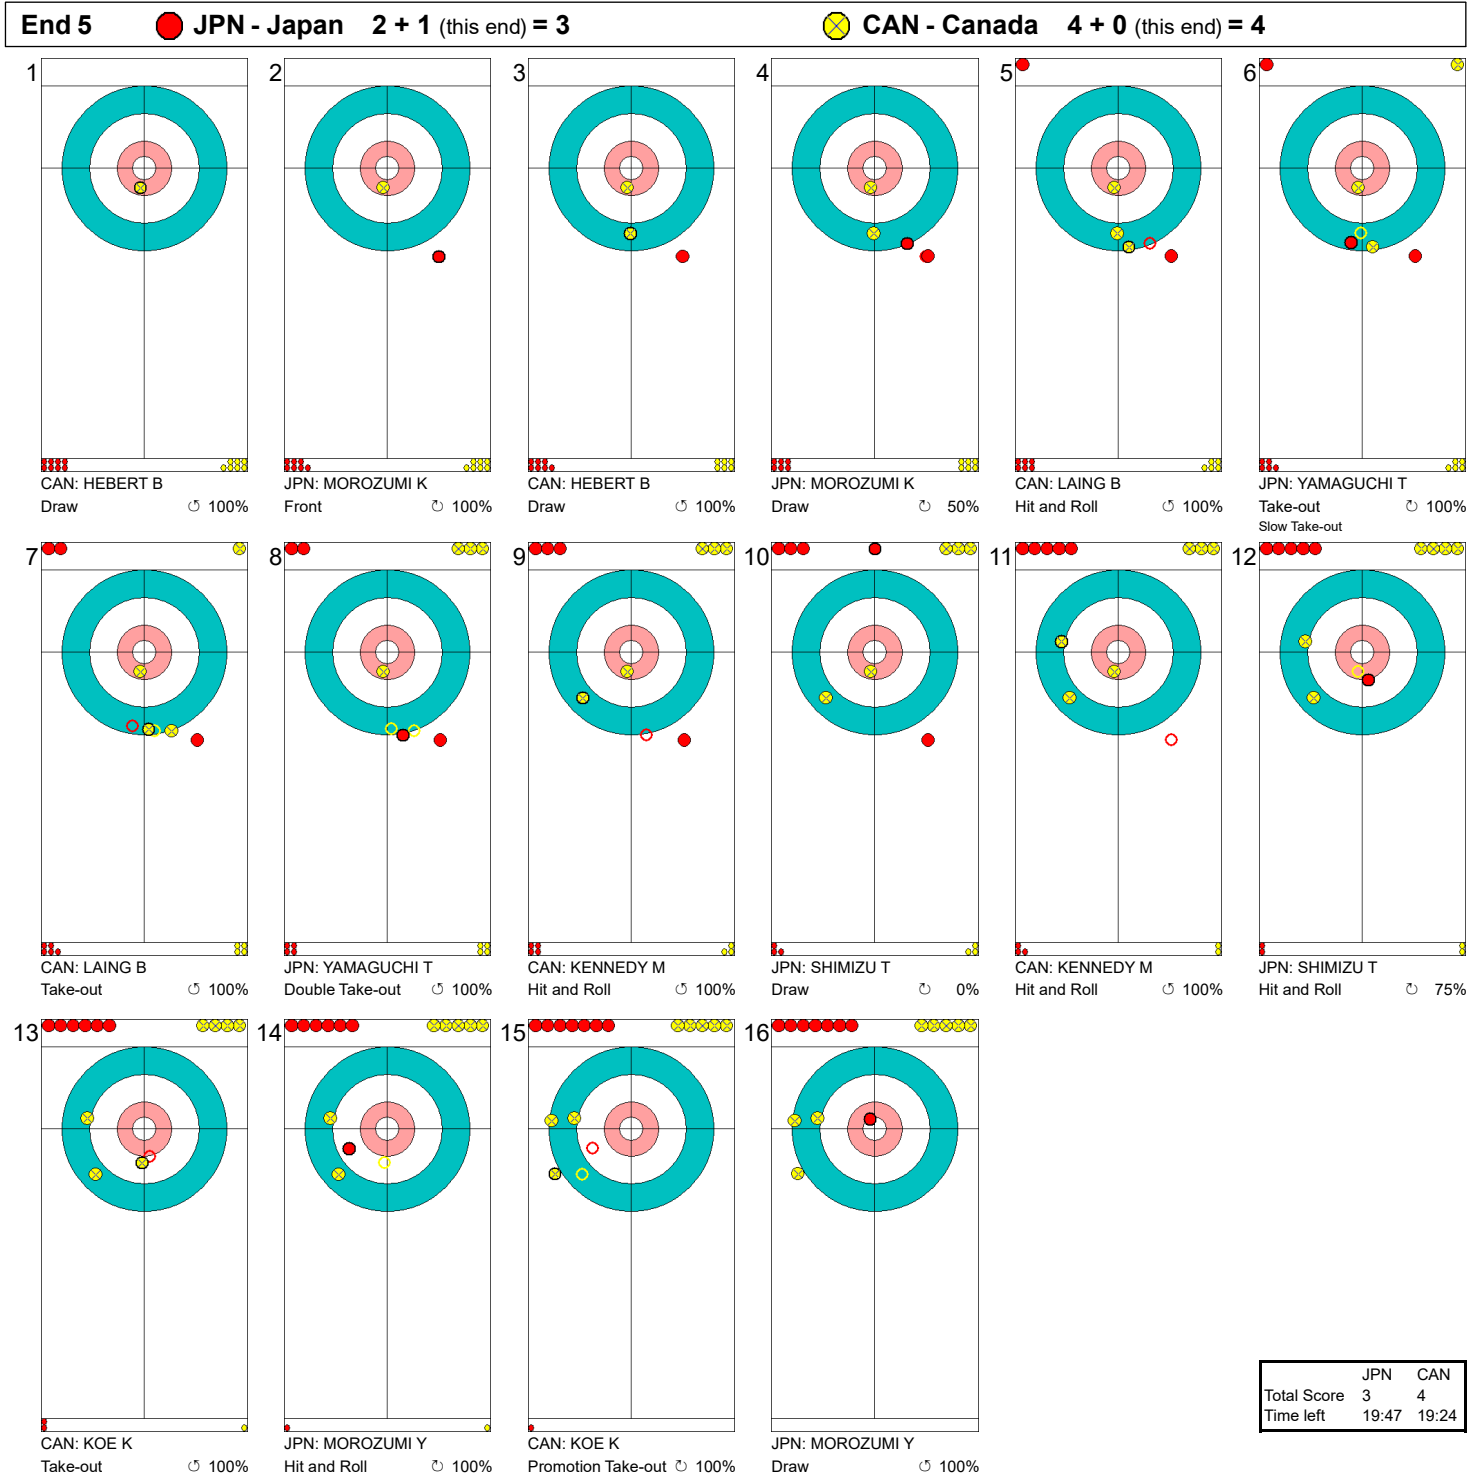 End 5 JPN - Japan 2 + 1 (this end) = 3 CAN - Canada 4 + 0 (this end) = 4
1 2 3 4 5 6
CAN: HEBERT B JPN: MOROZUMI K CAN: HEBERT B JPN: MOROZUMI K CAN: LAING B JPN: YAMAGUCHI T
Draw ↺ 100% Front ↻ 100% Draw ↺ 100% Draw ↻ 50% Hit and Roll ↺ 100% Take-out ↻ 100%
Slow Take-out
7 8 9 10 11 12
CAN: LAING B JPN: YAMAGUCHI T CAN: KENNEDY M JPN: SHIMIZU T CAN: KENNEDY M JPN: SHIMIZU T
Take-out ↺ 100% Double Take-out ↺ 100% Hit and Roll ↻ 100% Draw ↻ 0% Hit and Roll ↺ 100% Hit and Roll ↻ 75%
13 14 15 16
JPN CAN
Total Score 3 4
Time left 19:47 19:24
CAN: KOE K JPN: MOROZUMI Y CAN: KOE K JPN: MOROZUMI Y
Take-out ↺ 100% Hit and Roll ↺ 100% Promotion Take-out ↻ 100% Draw ↺ 100%